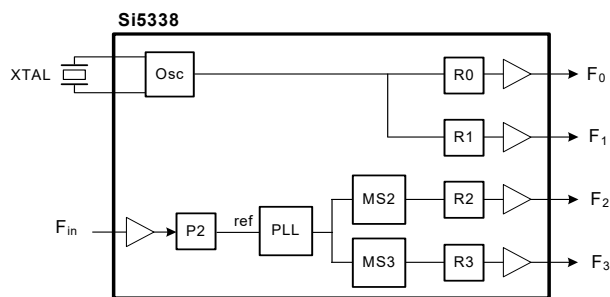 Si5338
XTAL
Osc
R0
F0
R1
F1
Fin
P2
ref
PLL
MS2
R2
F2
MS3
R3
F3